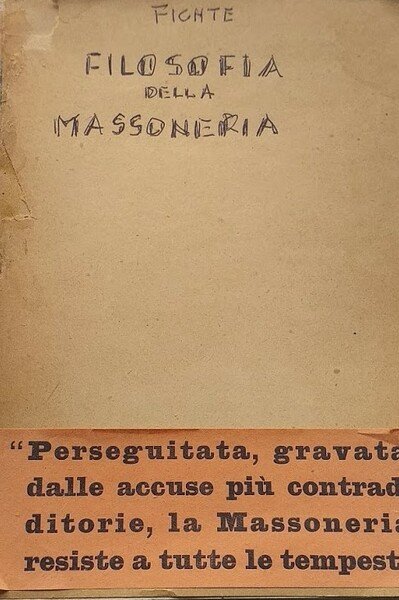 FICHTE
FILOSOFIA
DELLA
MASSONERIA
“Perseguitata, gravata
dalle accuse più contrad
ditorie, la Massoneria
resiste a tutte le tempest